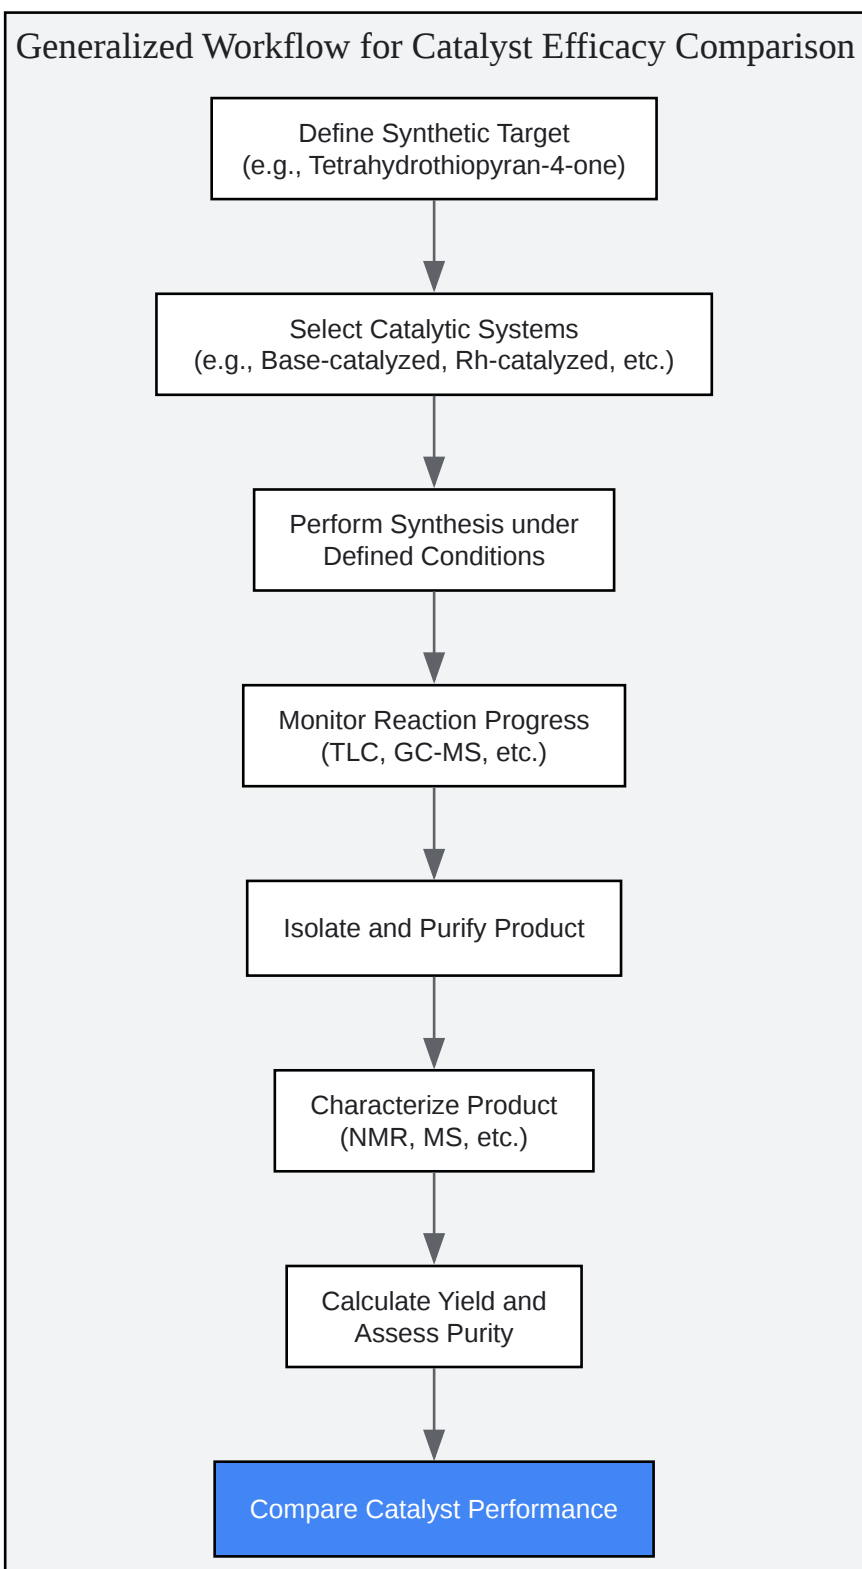 Generalized Workflow for Catalyst Efficacy Comparison
Define Synthetic Target
(e.g., Tetrahydrothiopyran-4-one)
Select Catalytic Systems
(e.g., Base-catalyzed, Rh-catalyzed, etc.)
Perform Synthesis under
Defined Conditions
Monitor Reaction Progress
(TLC, GC-MS, etc.)
Isolate and Purify Product
Characterize Product
(NMR, MS, etc.)
Calculate Yield and
Assess Purity
Compare Catalyst Performance